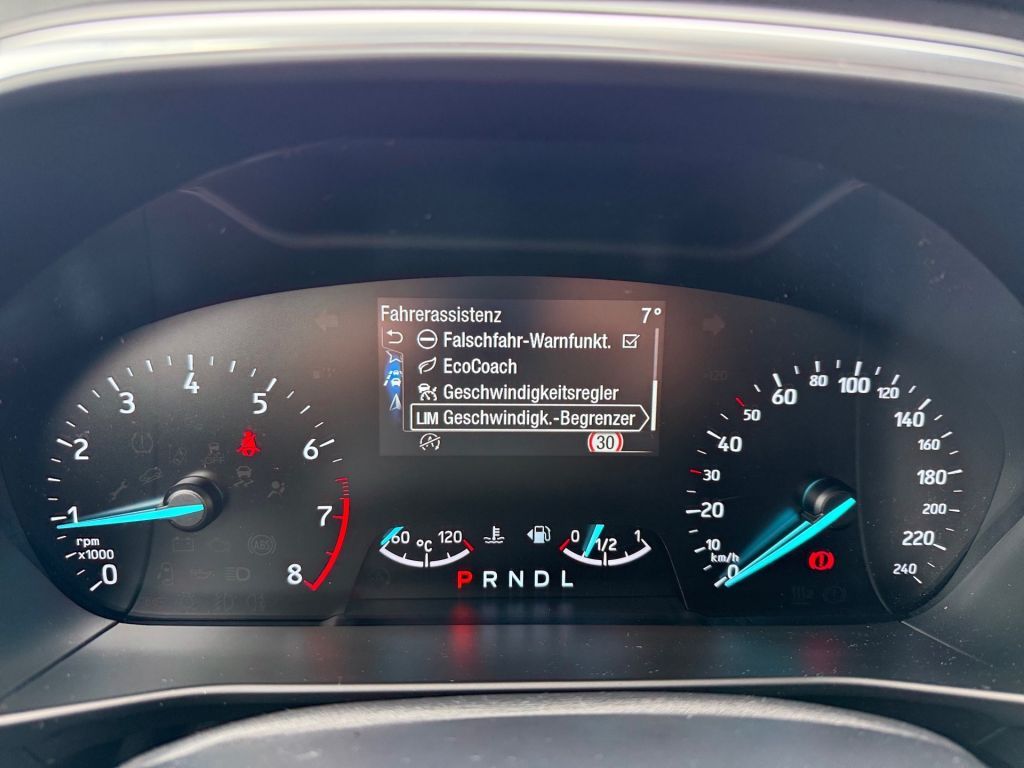 Fahrerassistenz 7°
Falschfahr-Warnfunkt.
EcoCoach
Geschwindigkeitsregler
LIM Geschwindigk.-Begrenzer
30
0 1 2 3 4 5 6 7 8
rpm
x1000
60 °C 120
0 1/2 1
P R N D L
0 10 20 30 40 50 60 80 100 120 140 160 180 200 220 240
km/h
ABS
OFF